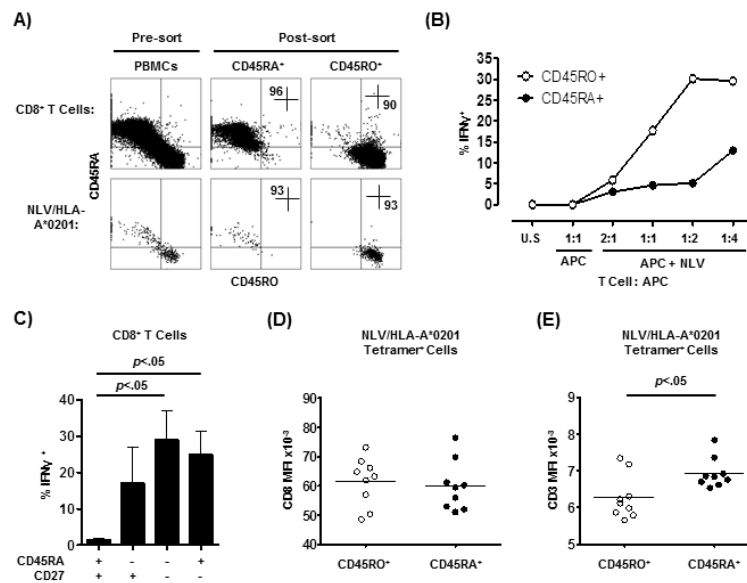 A)
Pre-sort
Post-sort
PBMCs
CD45RA⁺
CD45RO⁺
CD8⁺ T Cells:
96
90
NLV/HLA-
A*0201:
93
93
CD45RA
CD45RO
(B)
% IFNγ⁺
35
30
25
20
15
10
5
0
CD45RO+
CD45RA+
U.S 1:1 2:1 1:1 1:2 1:4
APC APC + NLV
T Cell: APC
C)
CD8⁺ T Cells
p<.05
p<.05
% IFNγ ⁺
40
30
20
10
0
CD45RA + - - +
CD27 + + - -
(D)
NLV/HLA-A*0201
Tetramer⁺ Cells
CD8 MFI x10⁻³
90
80
70
60
50
40
CD45RO⁺ CD45RA⁺
(E)
NLV/HLA-A*0201
Tetramer⁺ Cells
p<.05
CD3 MFI x10⁻³
9
8
7
6
5
CD45RO⁺ CD45RA⁺